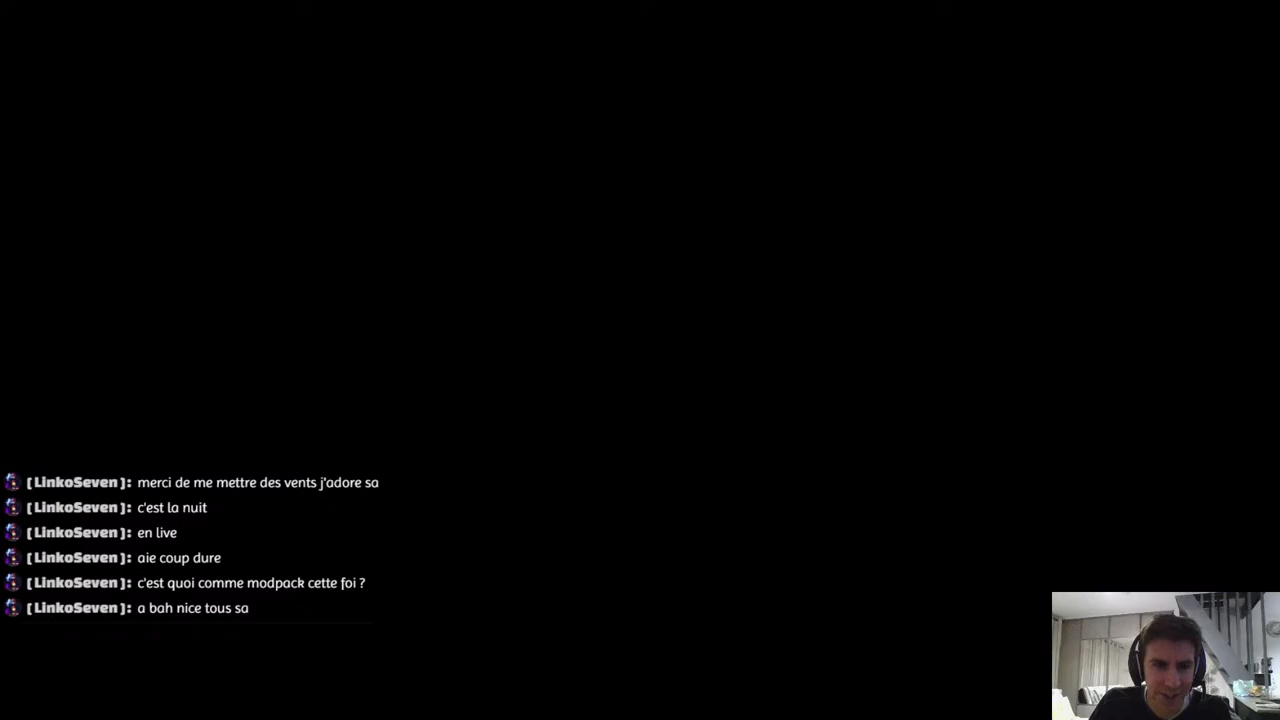 [LinkoSeven]: merci de me mettre des vents j'adore sa
[LinkoSeven]: c'est la nuit
[LinkoSeven]: en live
[LinkoSeven]: aie coup dure
[LinkoSeven]: c'est quoi comme modpack cette foi ?
[LinkoSeven]: a bah nice tous sa